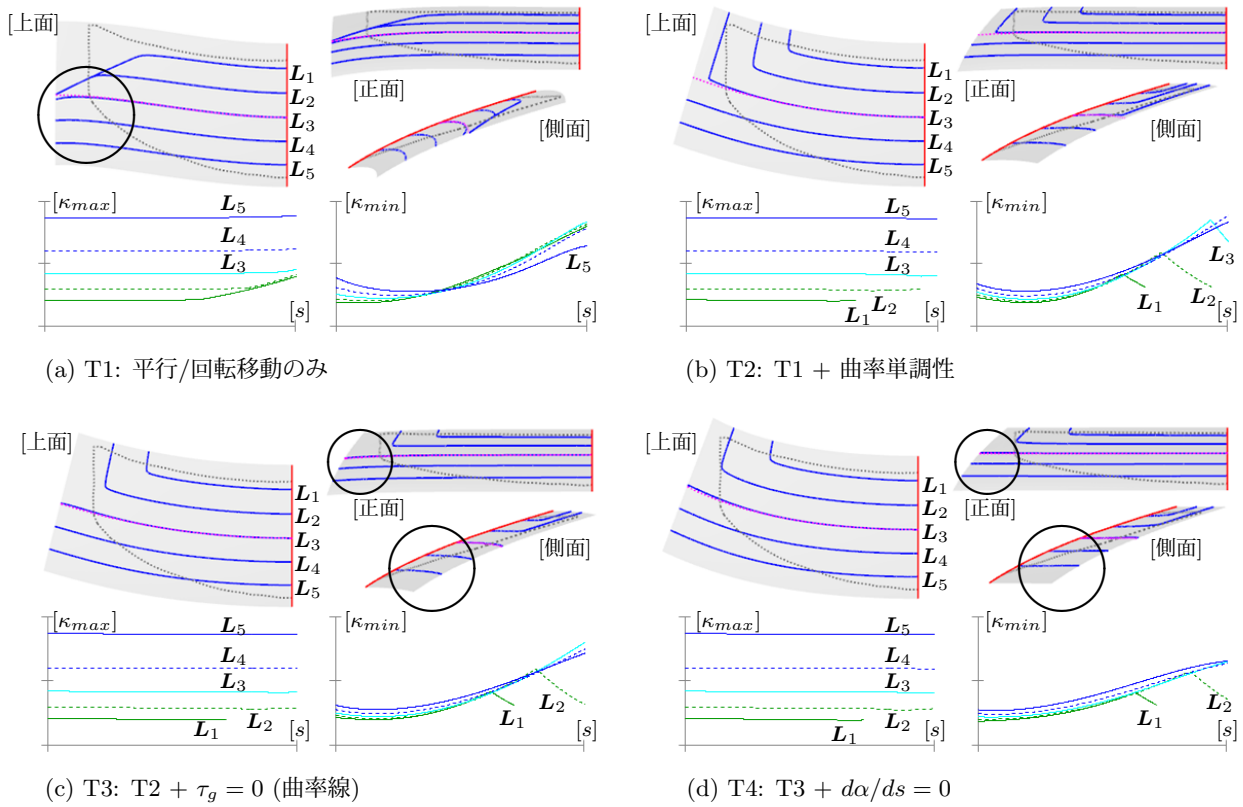 [上面]
L1
L2
L3
L4
L5
[正面]
[側面]
[κmax]
L5
L4
L3
[s]
[κmin]
L5
(a) T1: 平行/回転移動のみ
[上面]
L1
L2
L3
L4
L5
[正面]
[側面]
[κmax]
L5
L4
L3
L2
L1
[s]
[κmin]
L3
L2
L1
(b) T2: T1 + 曲率単調性
[上面]
L1
L2
L3
L4
L5
[正面]
[側面]
[κmax]
L5
L4
L3
L2
L1
[s]
[κmin]
L2
L1
(c) T3: T2 + τg = 0 (曲率線)
[上面]
L1
L2
L3
L4
L5
[正面]
[側面]
[κmax]
L5
L4
L3
L2
L1
[s]
[κmin]
L2
L1
(d) T4: T3 + dα/ds = 0